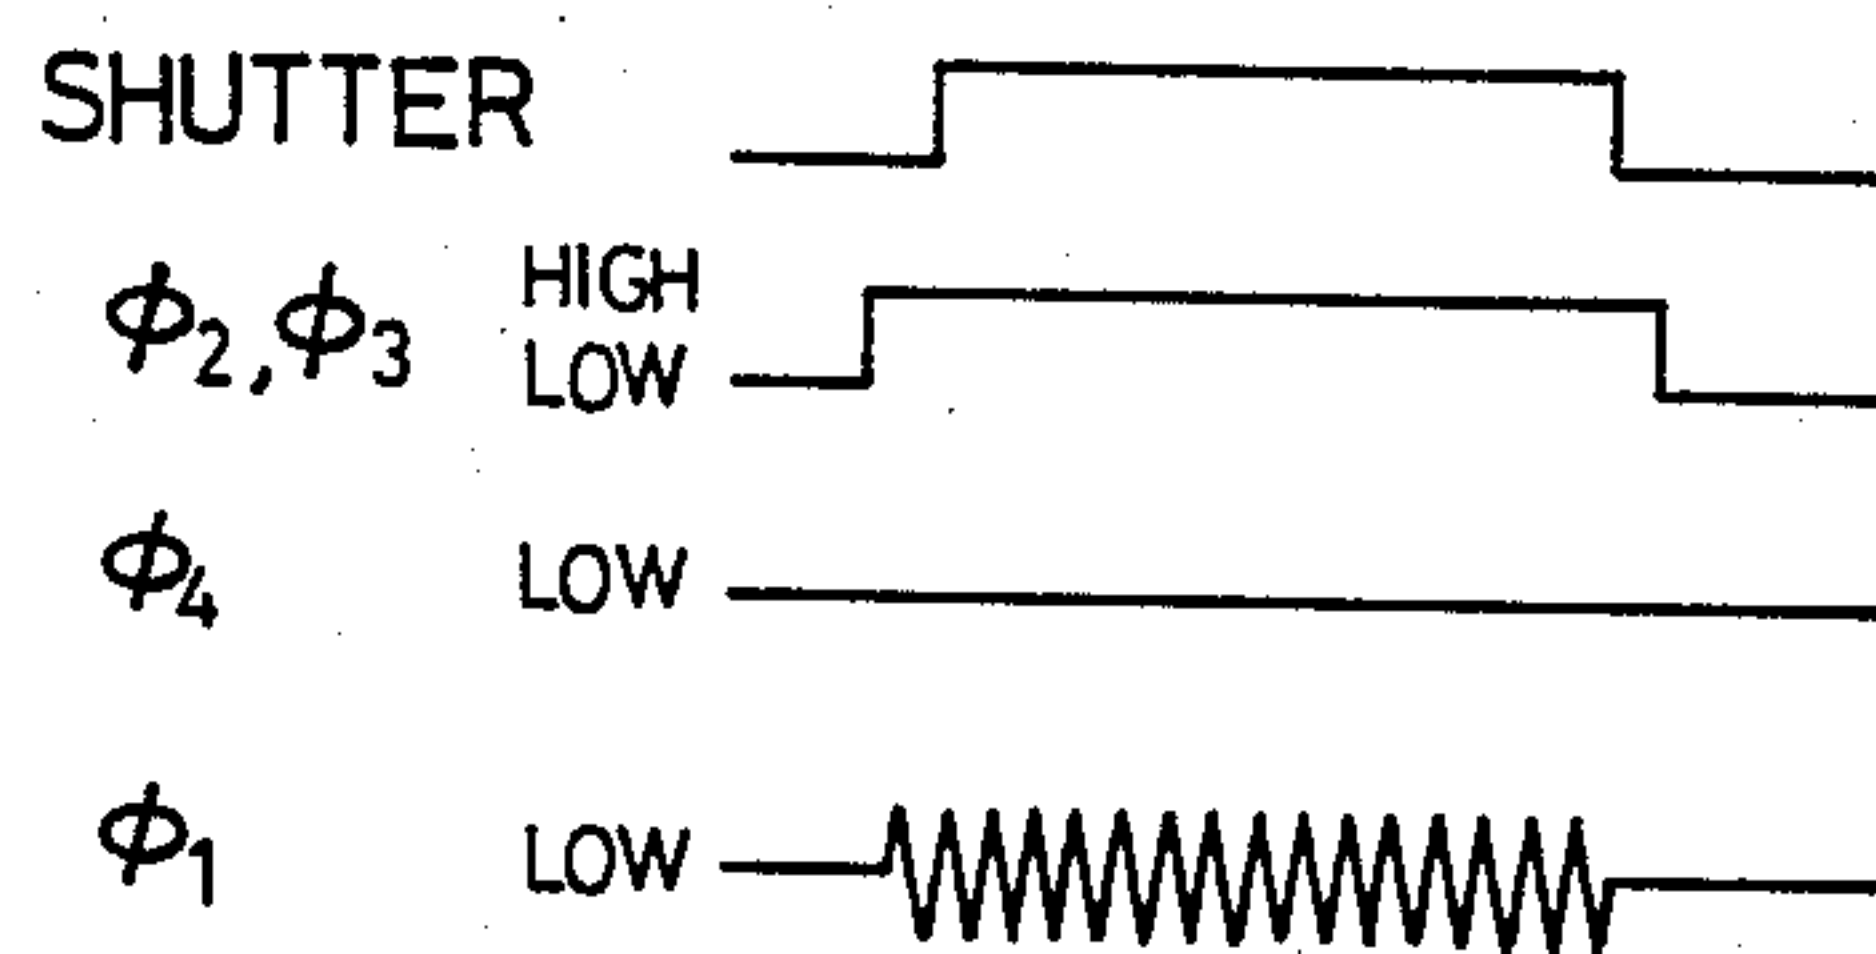 SHUTTER
HIGH
ϕ2, ϕ3
LOW
ϕ4 LOW
ϕ1 LOW